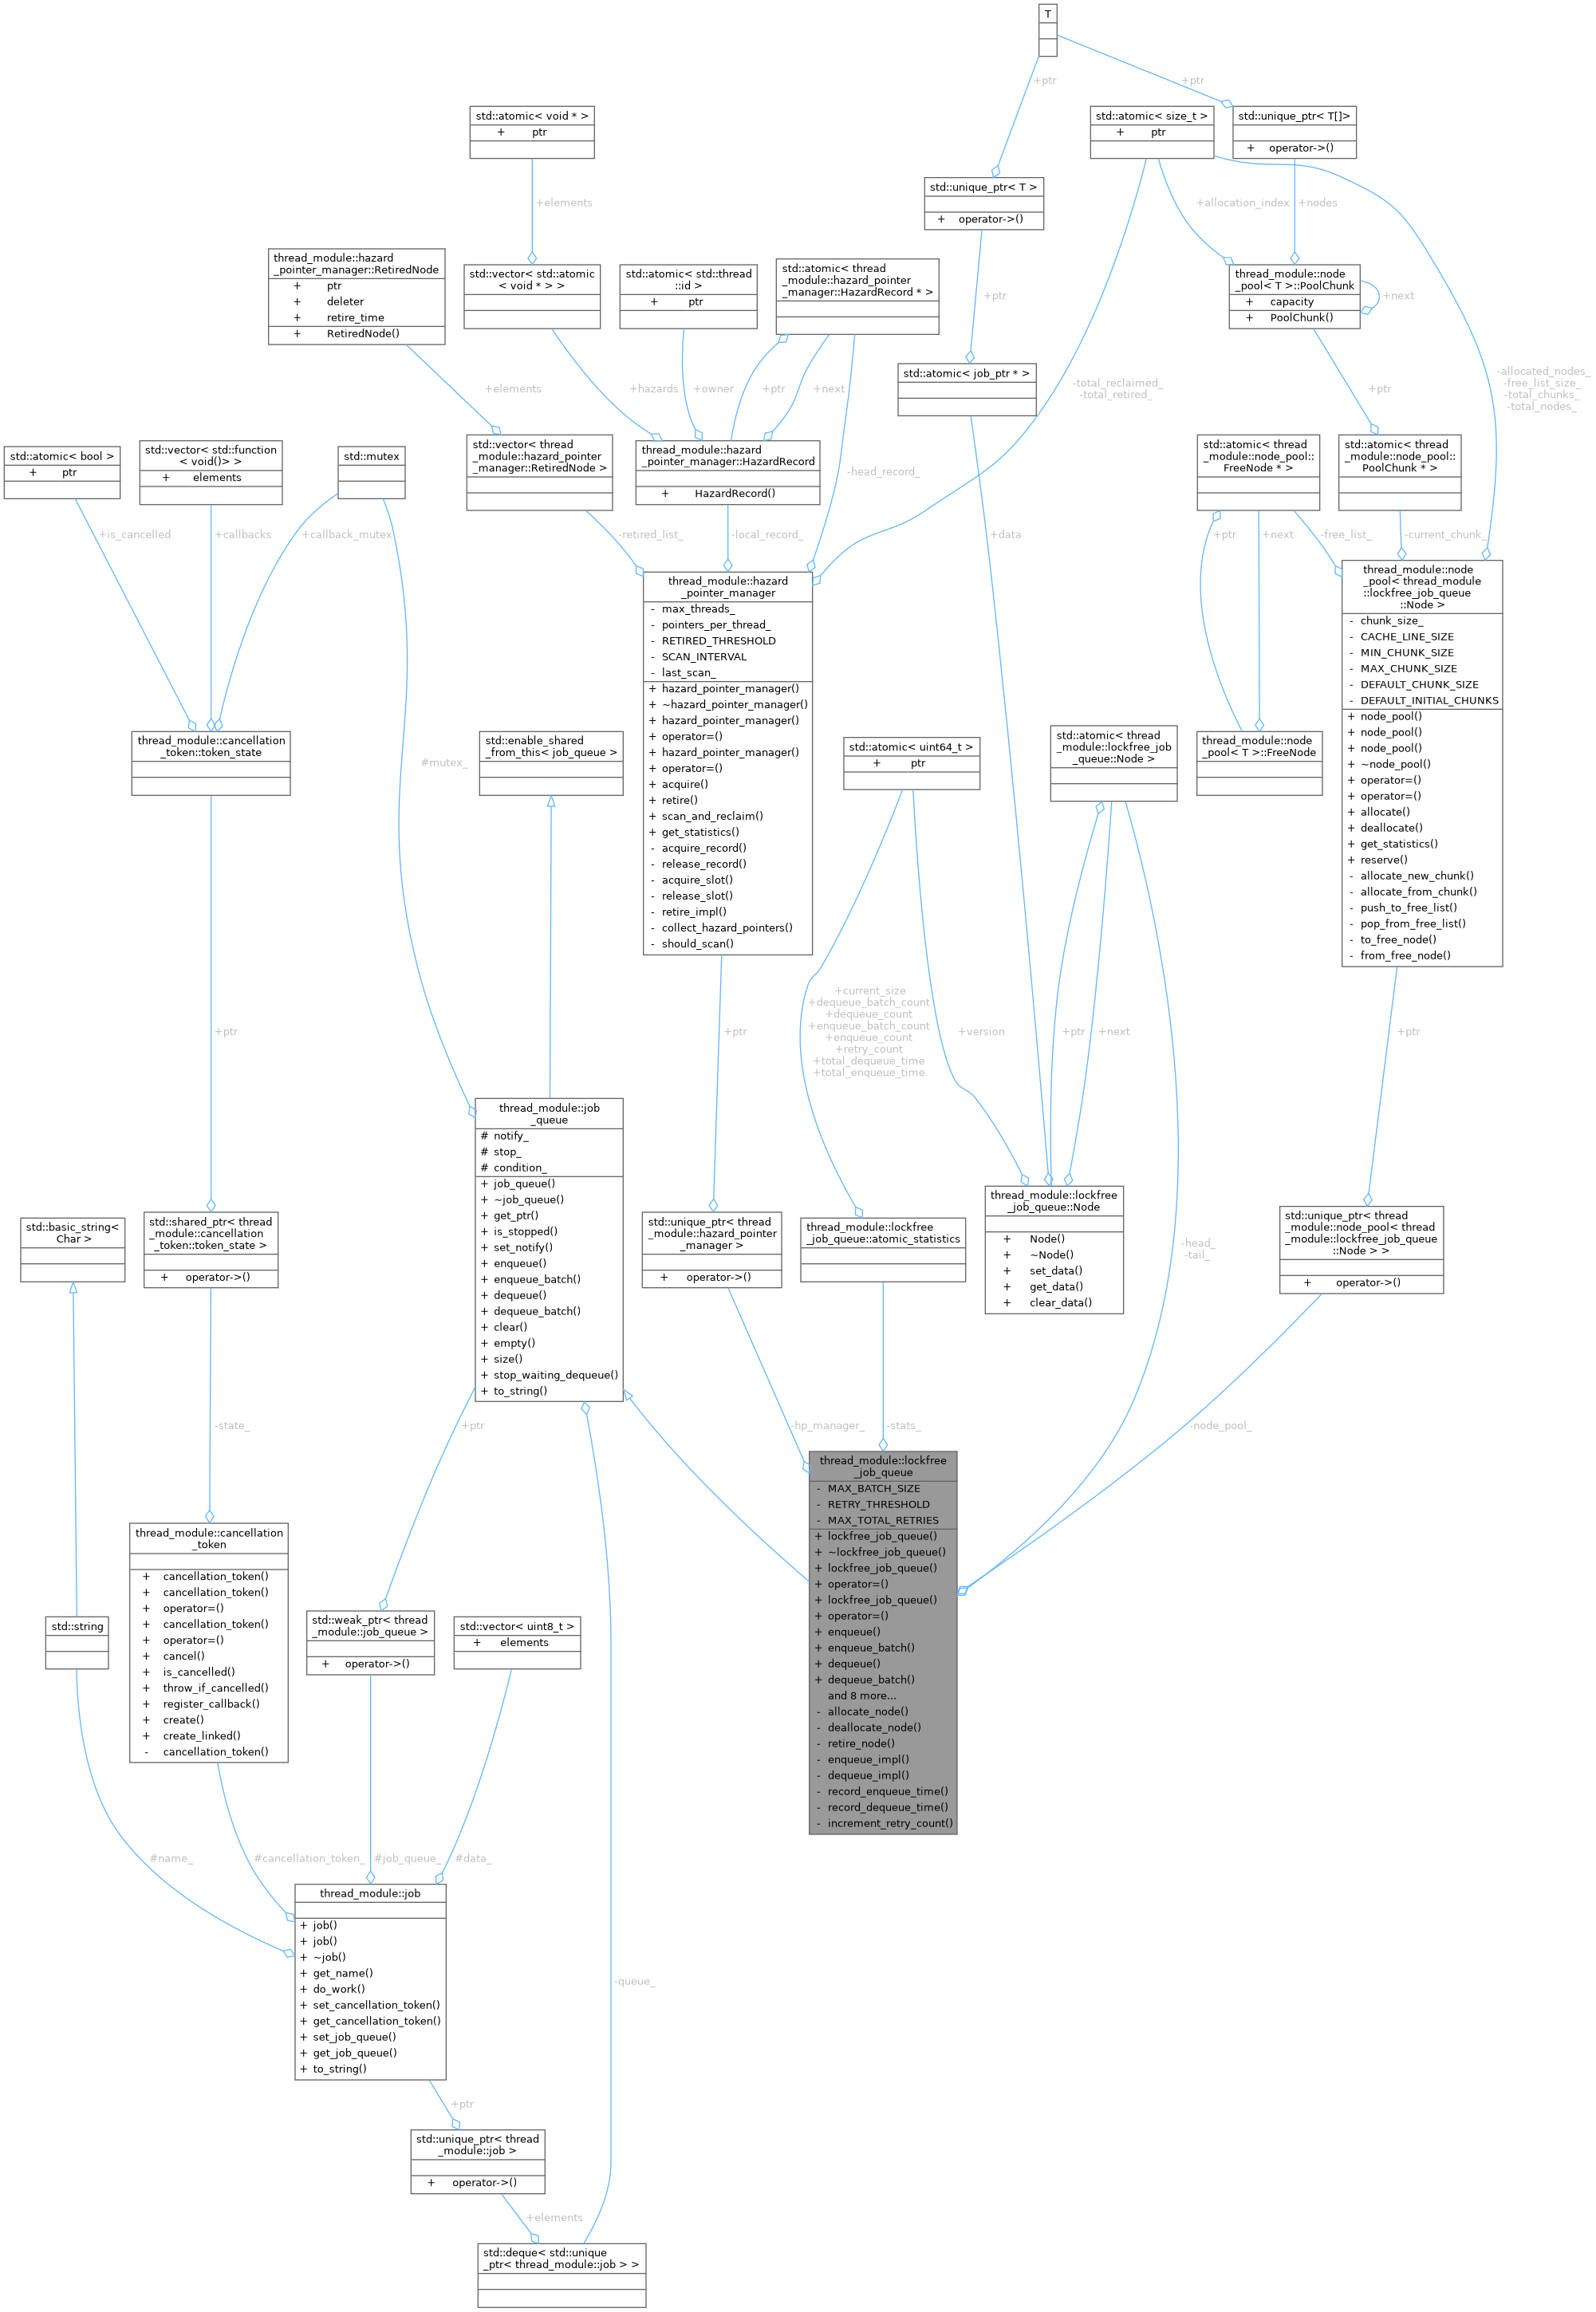 T
+ptr
+ptr
std::atomic< void * >
+ ptr
std::atomic< size_t >
+ ptr
std::unique_ptr< T[]>
+ operator->()
std::unique_ptr< T >
+ operator->()
+elements
+allocation_index
+nodes
thread_module::hazard
_pointer_manager::RetiredNode
+ ptr
+ deleter
+ retire_time
+ RetiredNode()
std::vector< std::atomic
< void * > >
std::atomic< std::thread
::id >
+ ptr
std::atomic< thread
_module::hazard_pointer
_manager::HazardRecord * >
+ptr
thread_module::node
_pool< T >::PoolChunk
+ capacity
+ PoolChunk()
+next
std::atomic< job_ptr * >
+elements
+hazards
+owner
+ptr
+next
-total_reclaimed_
-total_retired_
+ptr
-allocated_nodes_
-free_list_size_
-total_chunks_
-total_nodes_
std::atomic< bool >
+ ptr
std::vector< std::function
< void()> >
+ elements
std::mutex
std::vector< thread
_module::hazard_pointer
_manager::RetiredNode >
thread_module::hazard
_pointer_manager::HazardRecord
+ HazardRecord()
-head_record_
std::atomic< thread
_module::node_pool::
FreeNode * >
std::atomic< thread
_module::node_pool::
PoolChunk * >
+is_cancelled
+callbacks
+callback_mutex
-retired_list_
-local_record_
+data
+ptr
+next
-free_list_
-current_chunk_
thread_module::hazard
_pointer_manager
- max_threads_
- pointers_per_thread_
- RETIRED_THRESHOLD
- SCAN_INTERVAL
- last_scan_
+ hazard_pointer_manager()
+ ~hazard_pointer_manager()
+ hazard_pointer_manager()
+ operator=()
+ hazard_pointer_manager()
+ operator=()
+ acquire()
+ retire()
+ scan_and_reclaim()
+ get_statistics()
- acquire_record()
- release_record()
- acquire_slot()
- release_slot()
- retire_impl()
- collect_hazard_pointers()
- should_scan()
thread_module::node
_pool< thread_module
::lockfree_job_queue
::Node >
- chunk_size_
- CACHE_LINE_SIZE
- MIN_CHUNK_SIZE
- MAX_CHUNK_SIZE
- DEFAULT_CHUNK_SIZE
- DEFAULT_INITIAL_CHUNKS
+ node_pool()
+ node_pool()
+ node_pool()
+ ~node_pool()
+ operator=()
+ operator=()
+ allocate()
+ deallocate()
+ get_statistics()
+ reserve()
- allocate_new_chunk()
- allocate_from_chunk()
- push_to_free_list()
- pop_from_free_list()
- to_free_node()
- from_free_node()
thread_module::cancellation
_token::token_state
#mutex_
std::enable_shared
_from_this< job_queue >
std::atomic< uint64_t >
+ ptr
std::atomic< thread
_module::lockfree_job
_queue::Node >
thread_module::node
_pool< T >::FreeNode
+ptr
+ptr
+current_size
+dequeue_batch_count
+dequeue_count
+enqueue_batch_count
+enqueue_count
+retry_count
+total_dequeue_time
+total_enqueue_time
+version
+ptr
+next
+ptr
thread_module::job
_queue
# notify_
# stop_
# condition_
+ job_queue()
+ ~job_queue()
+ get_ptr()
+ is_stopped()
+ set_notify()
+ enqueue()
+ enqueue_batch()
+ dequeue()
+ dequeue_batch()
+ clear()
+ empty()
+ size()
+ stop_waiting_dequeue()
+ to_string()
thread_module::lockfree
_job_queue::Node
+ Node()
+ ~Node()
+ set_data()
+ get_data()
+ clear_data()
std::basic_string<
Char >
std::shared_ptr< thread
_module::cancellation
_token::token_state >
+ operator->()
std::unique_ptr< thread
_module::hazard_pointer
_manager >
+ operator->()
thread_module::lockfree
_job_queue::atomic_statistics
-head_
-tail_
std::unique_ptr< thread
_module::node_pool< thread
_module::lockfree_job_queue
::Node > >
+ operator->()
-state_
+ptr
-hp_manager_
-stats_
-node_pool_
thread_module::lockfree
_job_queue
- MAX_BATCH_SIZE
- RETRY_THRESHOLD
- MAX_TOTAL_RETRIES
+ lockfree_job_queue()
+ ~lockfree_job_queue()
+ lockfree_job_queue()
+ operator=()
+ lockfree_job_queue()
+ operator=()
+ enqueue()
+ enqueue_batch()
+ dequeue()
+ dequeue_batch()
and 8 more...
- allocate_node()
- deallocate_node()
- retire_node()
- enqueue_impl()
- dequeue_impl()
- record_enqueue_time()
- record_dequeue_time()
- increment_retry_count()
thread_module::cancellation
_token
+ cancellation_token()
+ cancellation_token()
+ operator=()
+ cancellation_token()
+ operator=()
+ cancel()
+ is_cancelled()
+ throw_if_cancelled()
+ register_callback()
+ create()
+ create_linked()
- cancellation_token()
std::string
std::weak_ptr< thread
_module::job_queue >
+ operator->()
std::vector< uint8_t >
+ elements
#name_
#cancellation_token_
#job_queue_
#data_
thread_module::job
+ job()
+ job()
+ ~job()
+ get_name()
+ do_work()
+ set_cancellation_token()
+ get_cancellation_token()
+ set_job_queue()
+ get_job_queue()
+ to_string()
-queue_
+ptr
std::unique_ptr< thread
_module::job >
+ operator->()
+elements
std::deque< std::unique
_ptr< thread_module::job > >